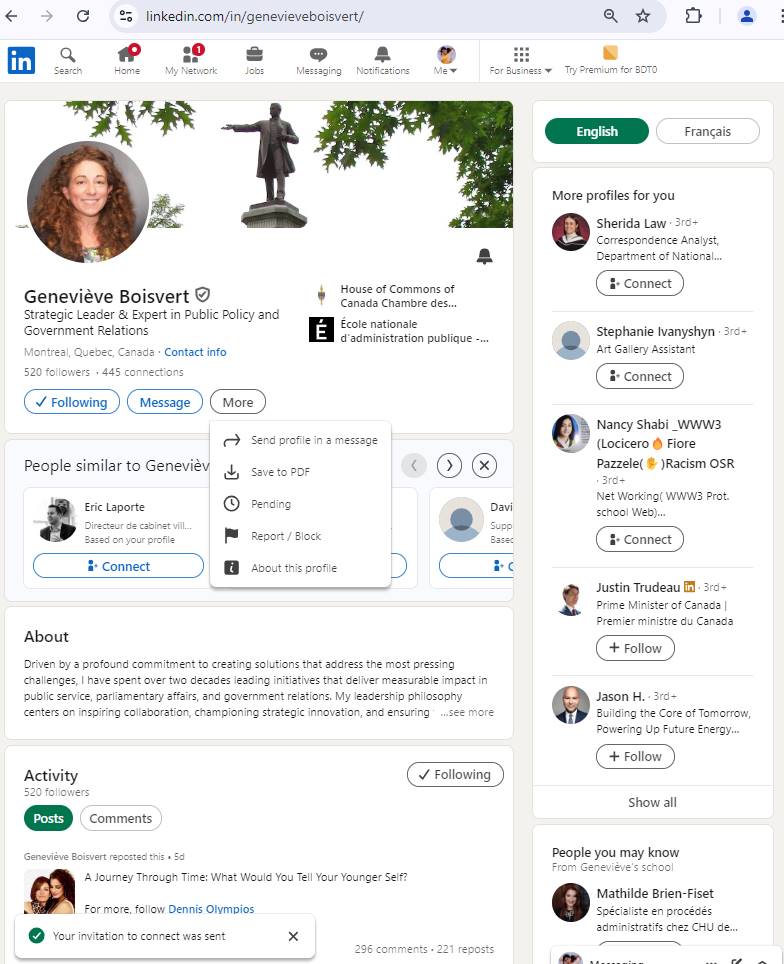 linkedin.com/in/genevieveboisvert/
in
Search
Home
1
My Network
Jobs
Messaging
Notifications
Me
For Business
Try Premium for BDT0
Geneviève Boisvert
Strategic Leader & Expert in Public Policy and
Government Relations
Montreal, Quebec, Canada · Contact info
520 followers · 445 connections
House of Commons of
Canada Chambre des...
É
École nationale
d'administration publique -...
Following
Message
More
Send profile in a message
Save to PDF
Pending
Report / Block
About this profile
People similar to Genevièv
Eric Laporte
Directeur de cabinet vill...
Based on your profile
Connect
Davi
Supp
Based
C
About
Driven by a profound commitment to creating solutions that address the most pressing
challenges, I have spent over two decades leading initiatives that deliver measurable impact in
public service, parliamentary affairs, and government relations. My leadership philosophy
centers on inspiring collaboration, championing strategic innovation, and ensuring ...see more
Activity
520 followers
Following
Posts
Comments
Geneviève Boisvert reposted this • 5d
A Journey Through Time: What Would You Tell Your Younger Self?
For more, follow Dennis Olympios
296 comments · 221 reposts
Your invitation to connect was sent
English
Français
More profiles for you
Sherida Law · 3rd+
Correspondence Analyst,
Department of National...
Connect
Stephanie Ivanyshyn · 3rd+
Art Gallery Assistant
Connect
Nancy Shabi _WWW3
(Locicero🔥 Fiore
Pazzele(✋)Racism OSR
· 3rd+
Net Working( WWW3 Prot.
school Web)...
Connect
Justin Trudeau in · 3rd+
Prime Minister of Canada |
Premier ministre du Canada
Follow
Jason H. · 3rd+
Building the Core of Tomorrow,
Powering Up Future Energy...
Follow
Show all
People you may know
From Geneviève's school
Mathilde Brien-Fiset
Spécialiste en procédés
administratifs chez CHU de...
Messaging